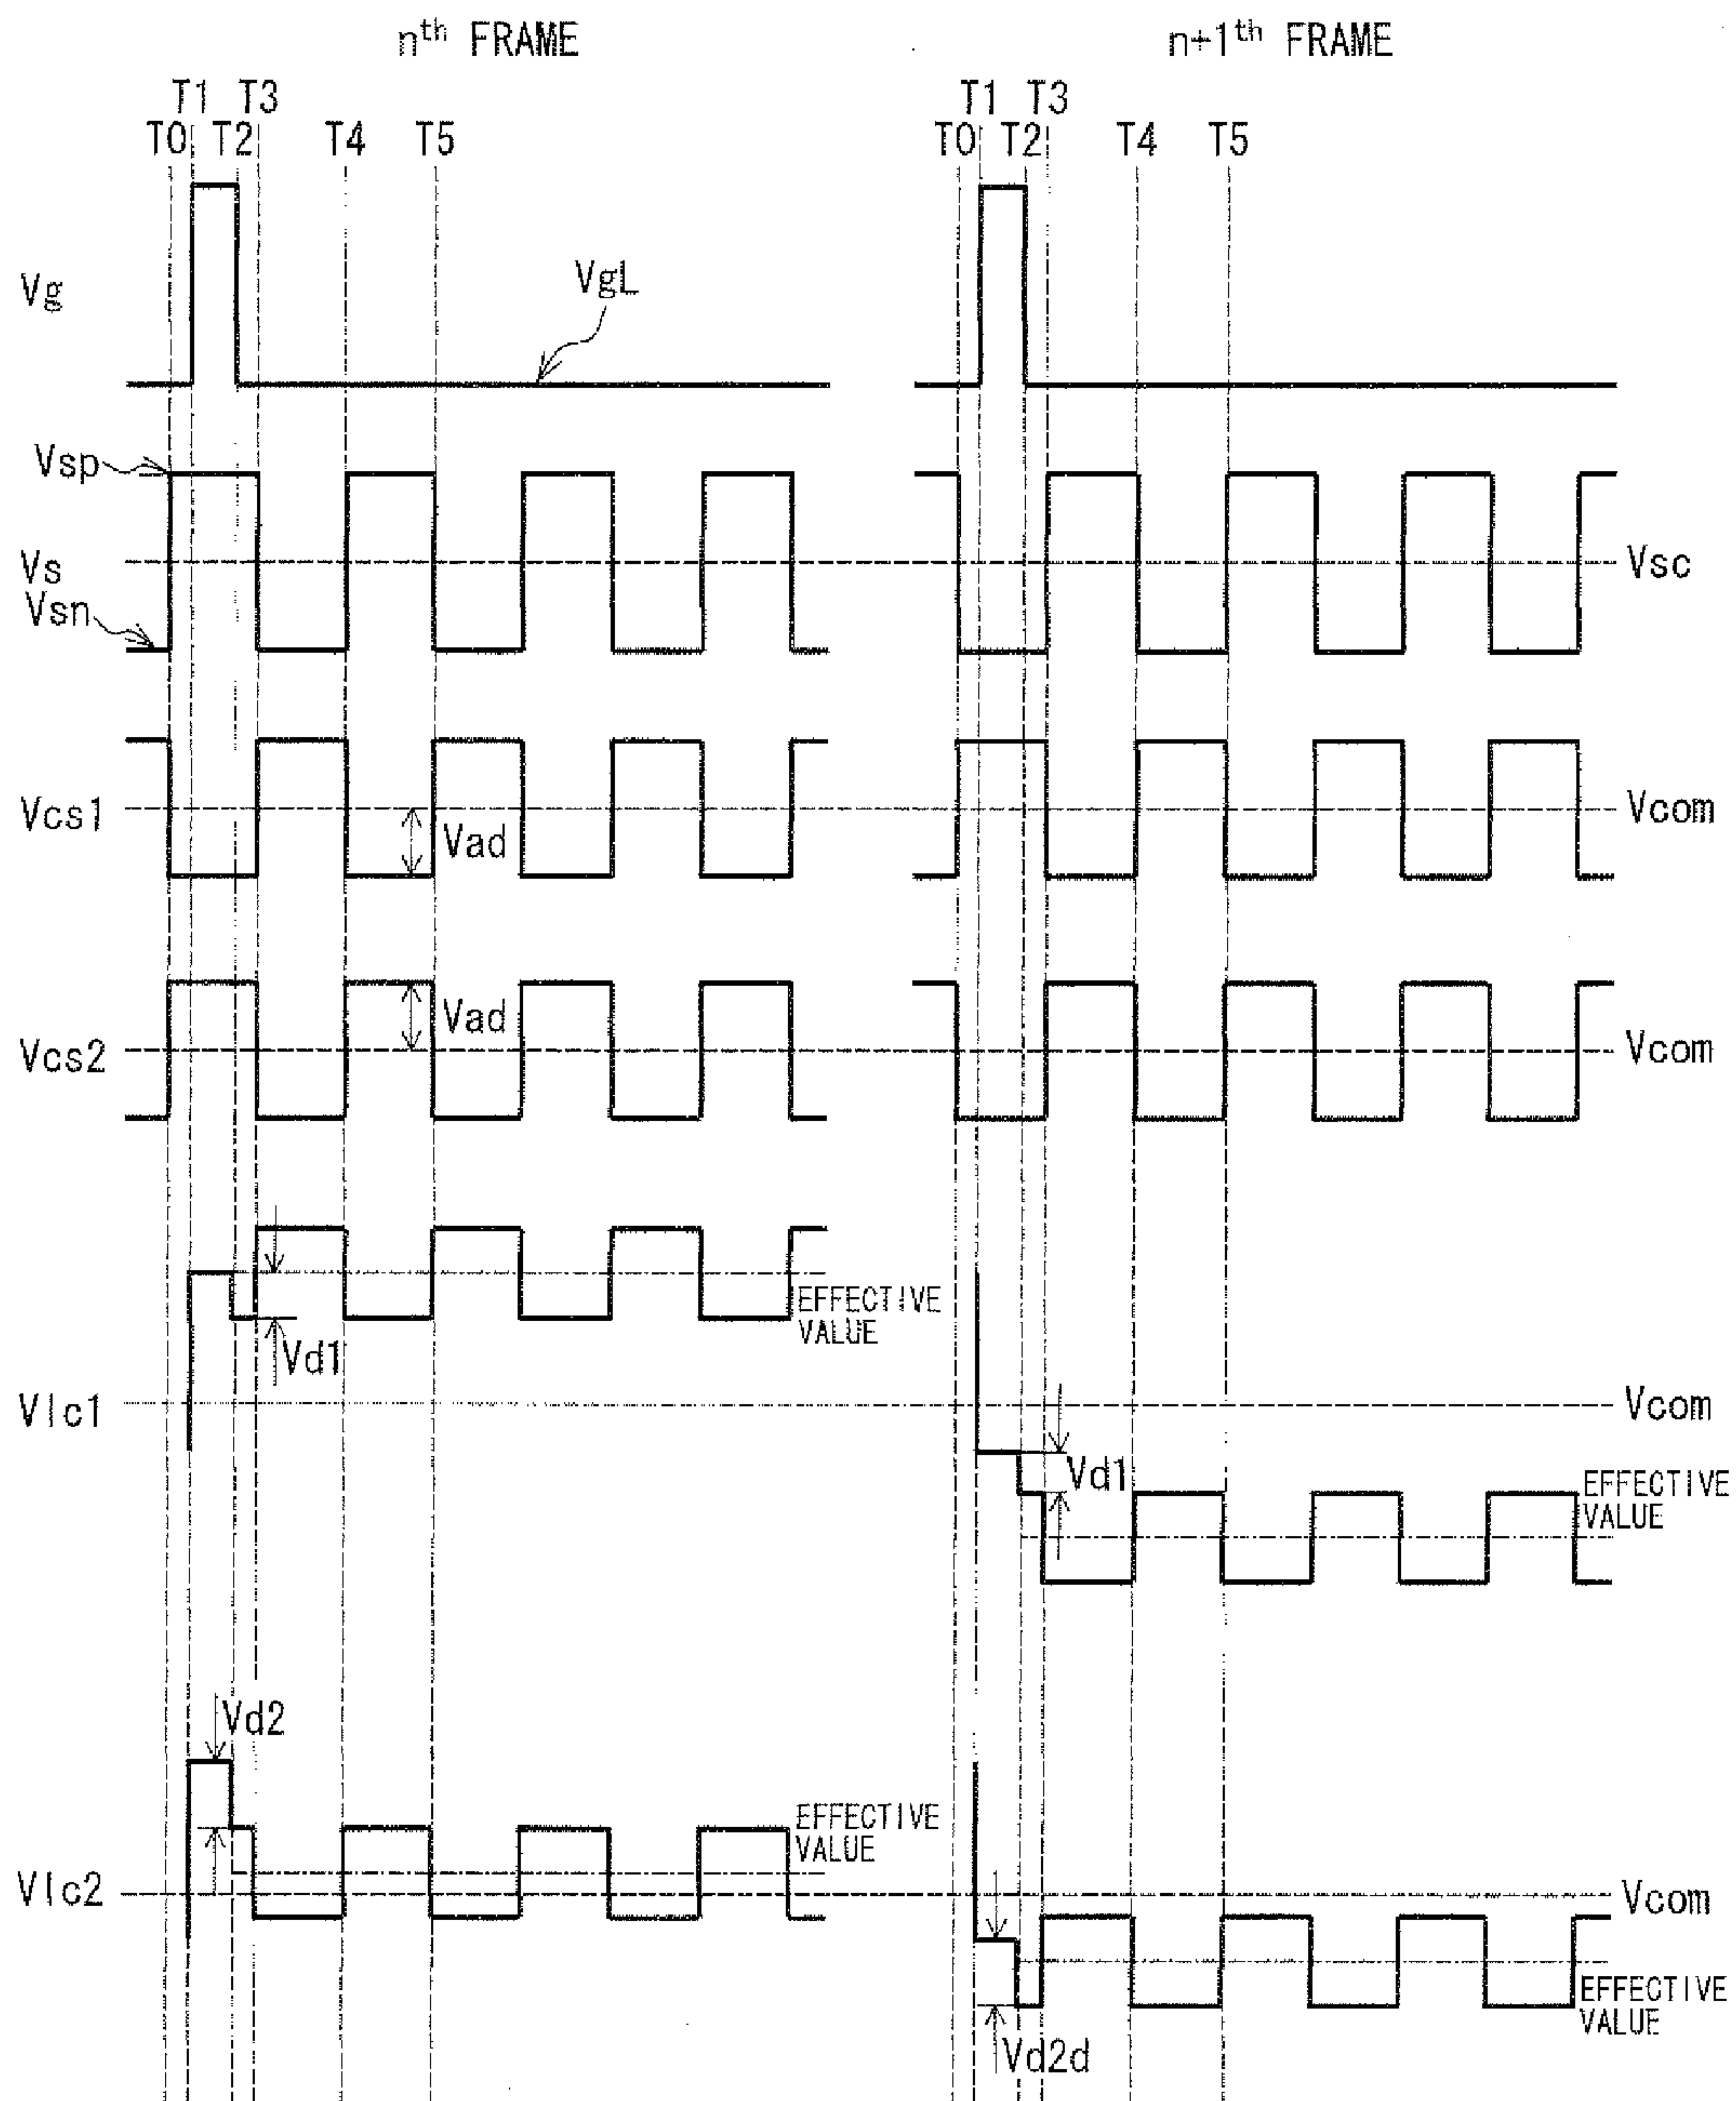 nth FRAME
n+1th FRAME
T1 T3
T0 T2 T4 T5
T1 T3
T0 T2 T4 T5
Vg
VgL
Vsp
Vs
Vsn
Vsc
Vcs1
Vad
Vcom
Vcs2
Vad
Vcom
EFFECTIVE
VALUE
Vd1
Vlc1
Vcom
Vd1
EFFECTIVE
VALUE
Vd2
EFFECTIVE
VALUE
Vlc2
Vcom
EFFECTIVE
VALUE
Vd2d